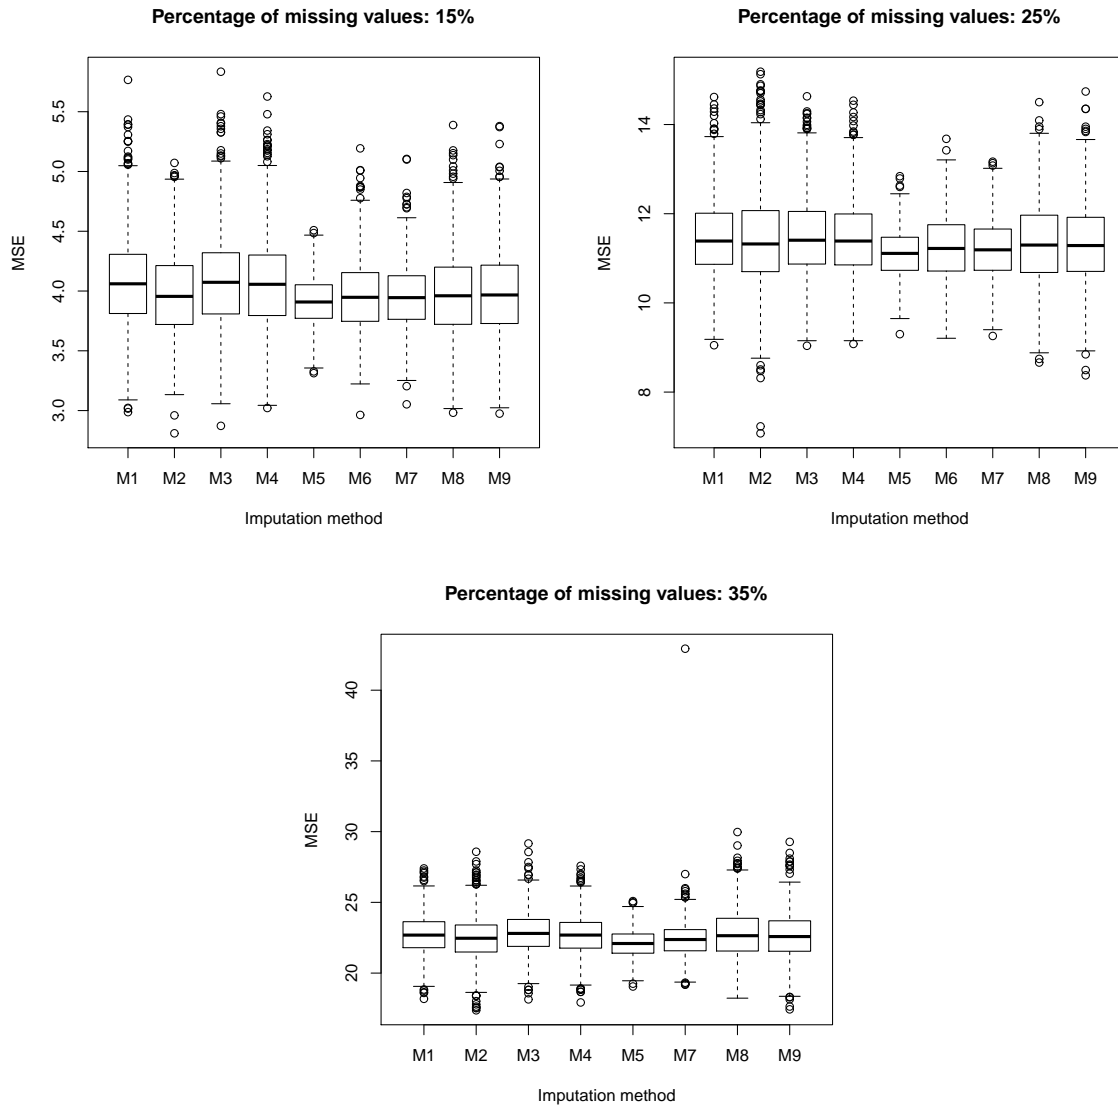 Percentage of missing values: 15%
MSE
5.5
5.0
4.5
4.0
3.5
3.0
M1 M2 M3 M4 M5 M6 M7 M8 M9
Imputation method
Percentage of missing values: 25%
MSE
14
12
10
8
M1 M2 M3 M4 M5 M6 M7 M8 M9
Imputation method
Percentage of missing values: 35%
MSE
40
35
30
25
20
M1 M2 M3 M4 M5 M7 M8 M9
Imputation method